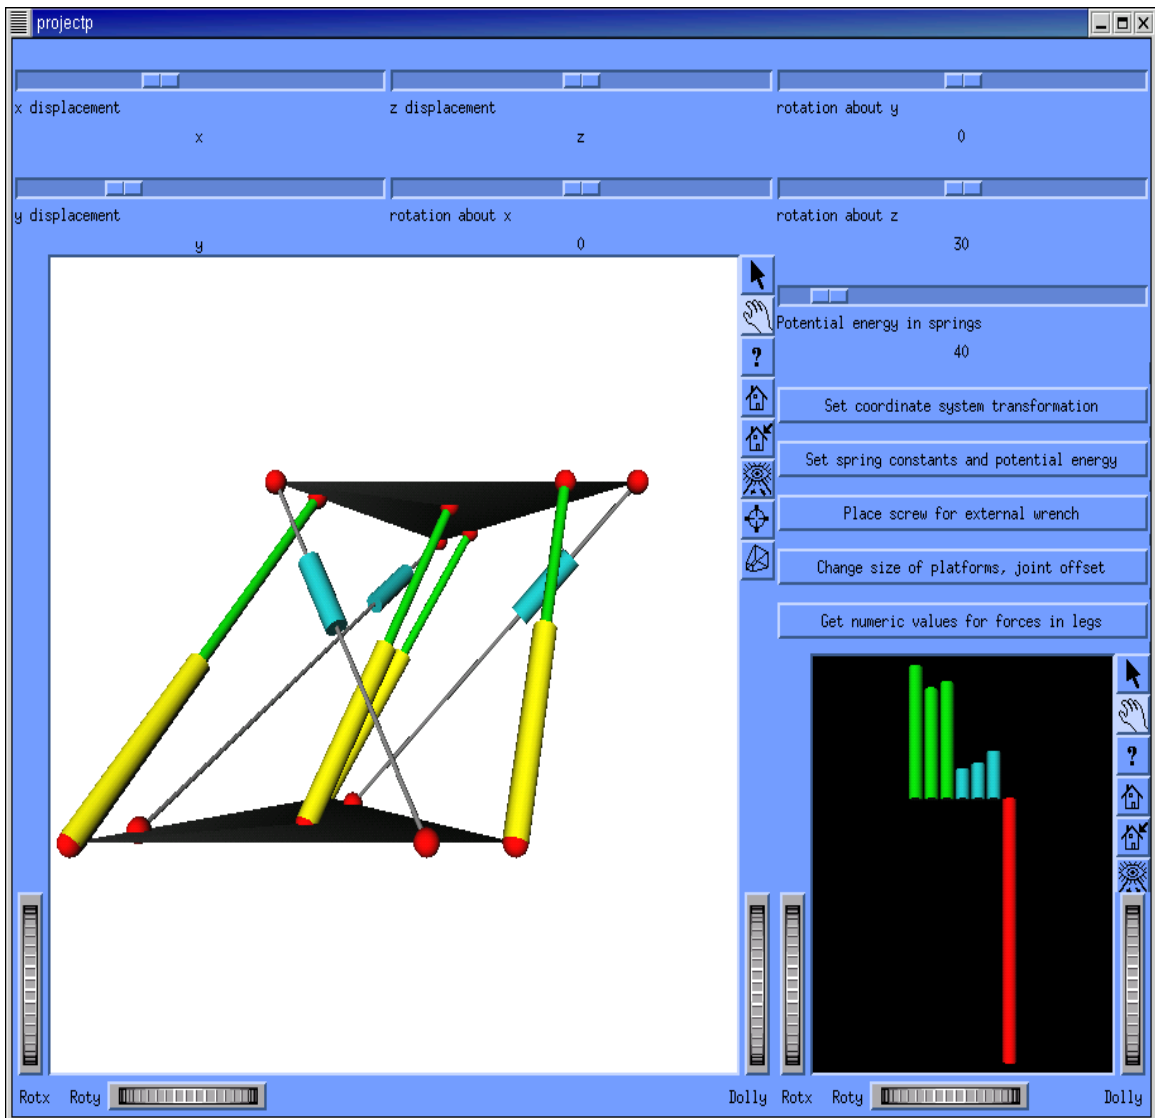 projectp
x displacement
x
z displacement
z
rotation about y
0
y displacement
y
rotation about x
0
rotation about z
30
Potential energy in springs
40
Set coordinate system transformation
Set spring constants and potential energy
Place screw for external wrench
Change size of platforms, joint offset
Get numeric values for forces in legs
?
?
Rotx Roty Dolly
Rotx Roty Dolly